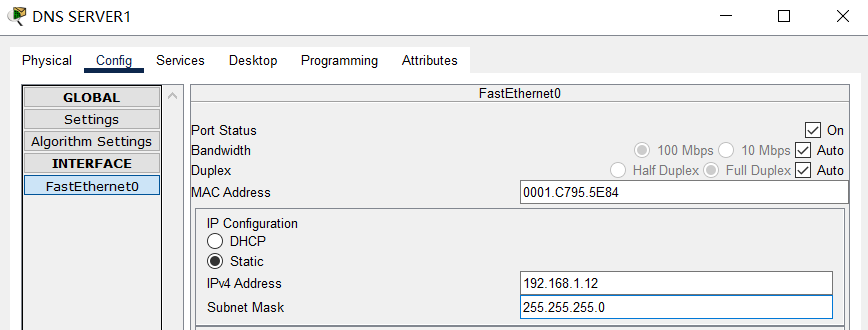 DNS SERVER1
Physical Config Services Desktop Programming Attributes
GLOBAL
Settings
Algorithm Settings
INTERFACE
FastEthernet0
FastEthernet0
Port Status On
Bandwidth 100 Mbps 10 Mbps Auto
Duplex Half Duplex Full Duplex Auto
MAC Address 0001.C795.5E84
IP Configuration
DHCP
Static
IPv4 Address 192.168.1.12
Subnet Mask 255.255.255.0